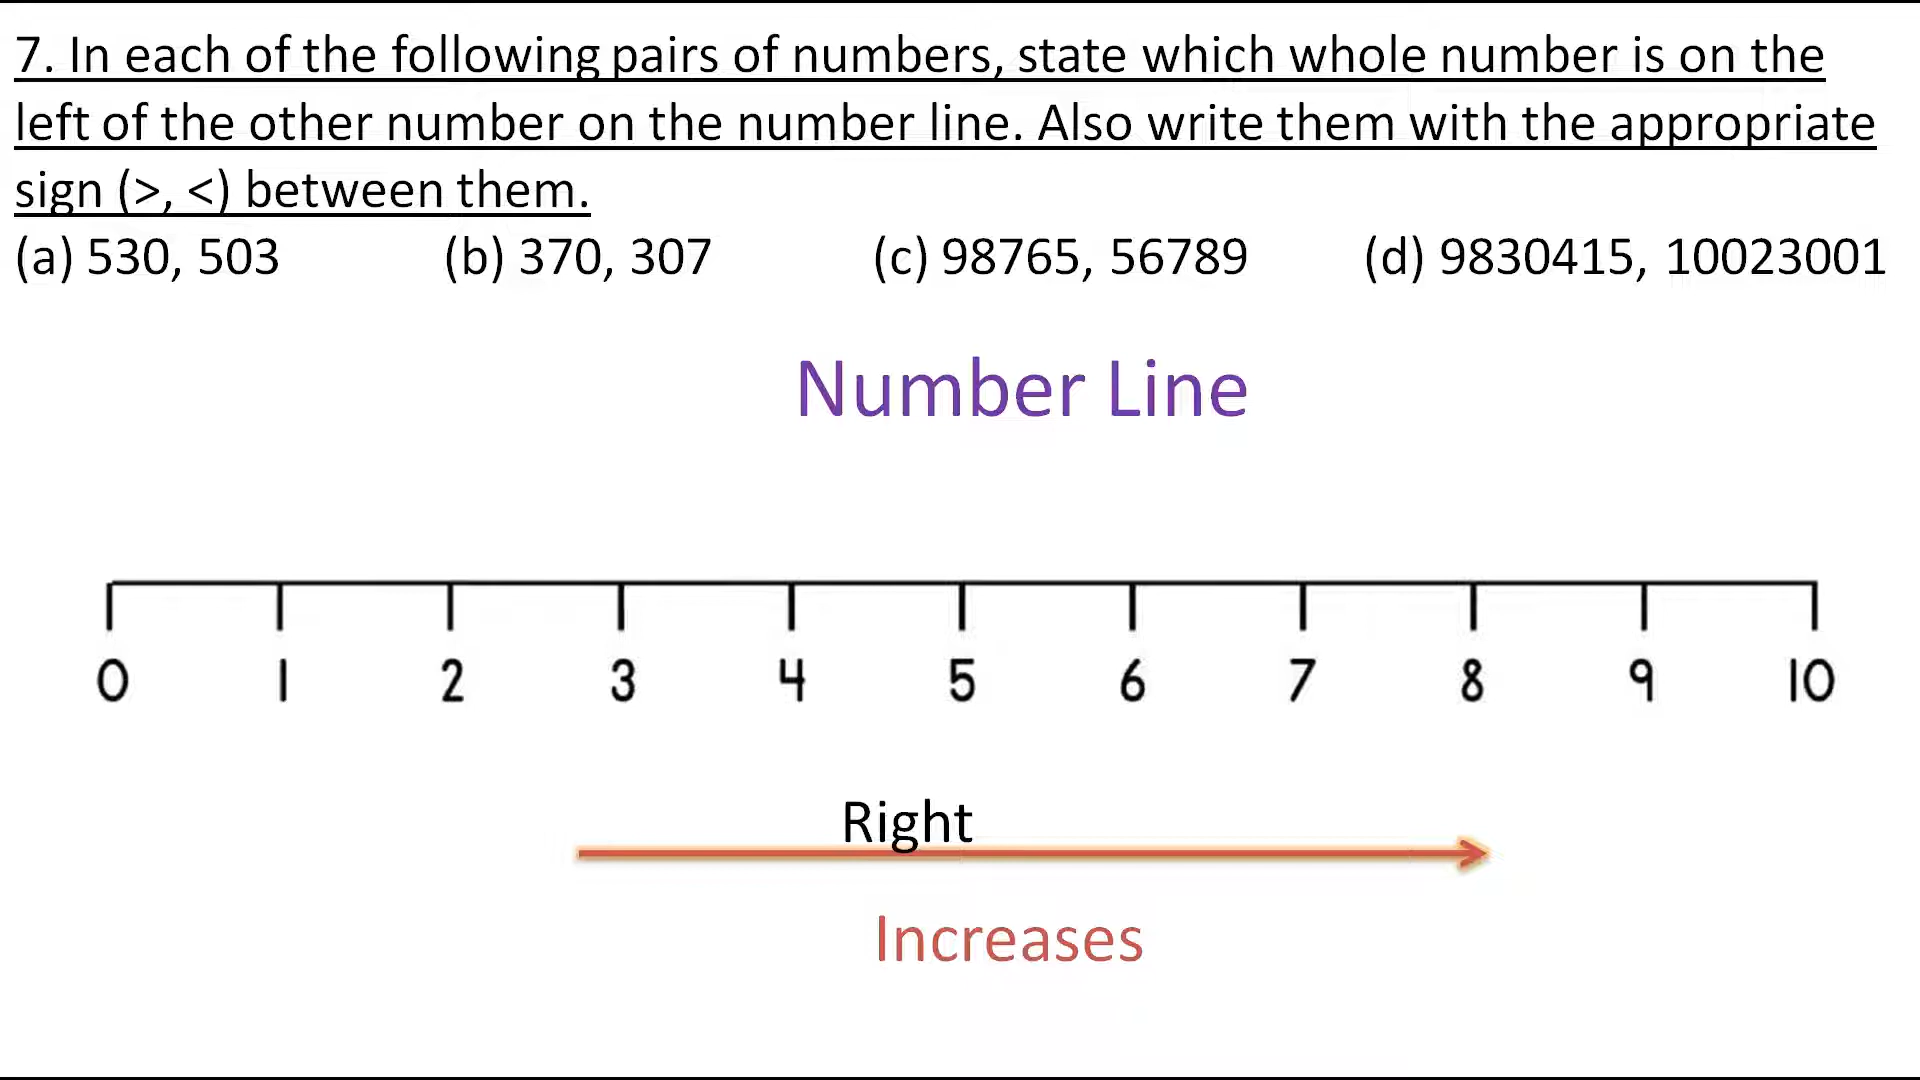 7. In each of the following pairs of numbers, state which whole number is on the
left of the other number on the number line. Also write them with the appropriate
sign (>, <) between them.
(a) 530, 503 (b) 370, 307 (c) 98765, 56789 (d) 9830415, 10023001
Number Line
0 1 2 3 4 5 6 7 8 9 10
Right
Increases